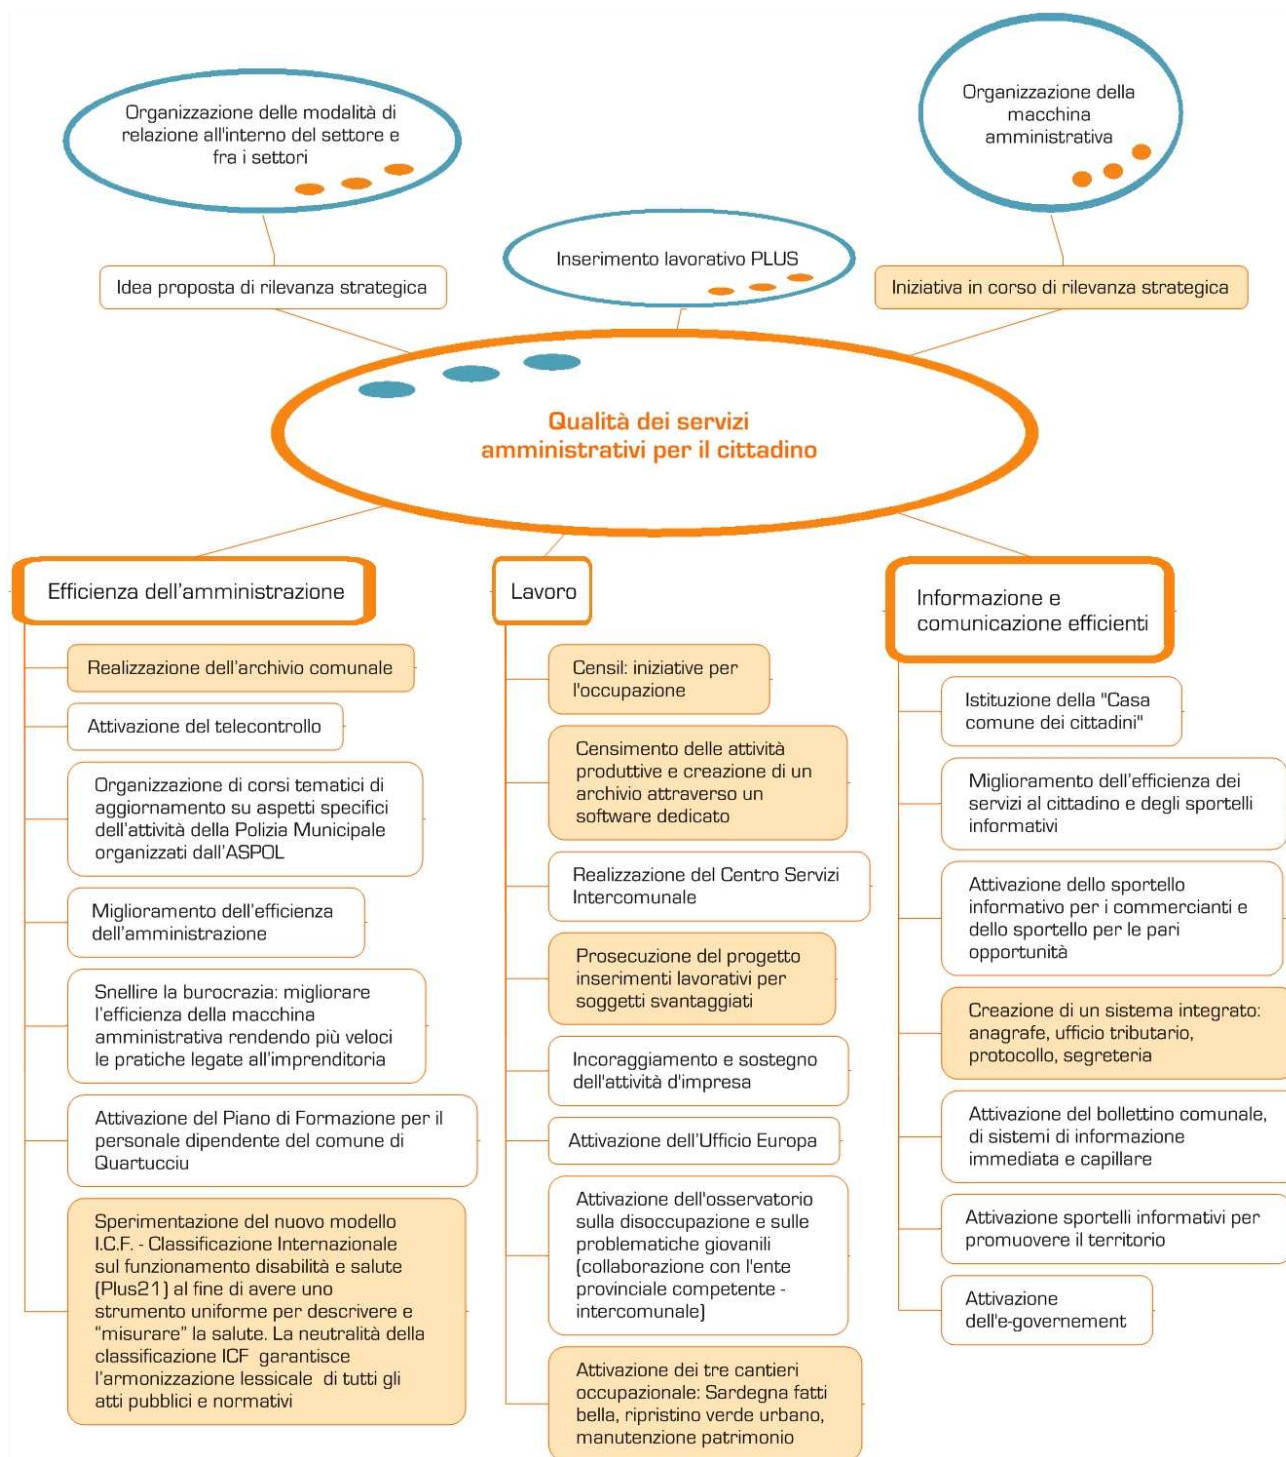 Organizzazione delle modalità di
relazione all'interno del settore e
fra i settori
Organizzazione della
macchina
amministrativa
Inserimento lavorativo PLUS
Idea proposta di rilevanza strategica
Iniziativa in corso di rilevanza strategica
Qualità dei servizi
amministrativi per il cittadino
Efficienza dell'amministrazione
Realizzazione dell'archivio comunale
Attivazione del telecontrollo
Organizzazione di corsi tematici di
aggiornamento su aspetti specifici
dell'attività della Polizia Municipale
organizzati dall'ASPOL
Miglioramento dell'efficienza
dell'amministrazione
Snellire la burocrazia: migliorare
l'efficienza della macchina
amministrativa rendendo più veloci
le pratiche legate all'imprenditoria
Attivazione del Piano di Formazione per il
personale dipendente del comune di
Quartucciu
Sperimentazione del nuovo modello
I.C.F. - Classificazione Internazionale
sul funzionamento disabilità e salute
(Plus21) al fine di avere uno
strumento uniforme per descrivere e
“misurare” la salute. La neutralità della
classificazione ICF garantisce
l'armonizzazione lessicale di tutti gli
atti pubblici e normativi
Lavoro
Censil: iniziative per
l'occupazione
Censimento delle attività
produttive e creazione di un
archivio attraverso un
software dedicato
Realizzazione del Centro Servizi
Intercomunale
Prosecuzione del progetto
inserimenti lavorativi per
soggetti svantaggiati
Incoraggiamento e sostegno
dell'attività d'impresa
Attivazione dell'Ufficio Europa
Attivazione dell'osservatorio
sulla disoccupazione e sulle
problematiche giovanili
(collaborazione con l'ente
provinciale competente -
intercomunale)
Attivazione dei tre cantieri
occupazionale: Sardegna fatti
bella, ripristino verde urbano,
manutenzione patrimonio
Informazione e
comunicazione efficienti
Istituzione della "Casa
comune dei cittadini"
Miglioramento dell'efficienza dei
servizi al cittadino e degli sportelli
informativi
Attivazione dello sportello
informativo per i commercianti e
dello sportello per le pari
opportunità
Creazione di un sistema integrato:
anagrafe, ufficio tributario,
protocollo, segreteria
Attivazione del bollettino comunale,
di sistemi di informazione
immediata e capillare
Attivazione sportelli informativi per
promuovere il territorio
Attivazione
dell'e-governement